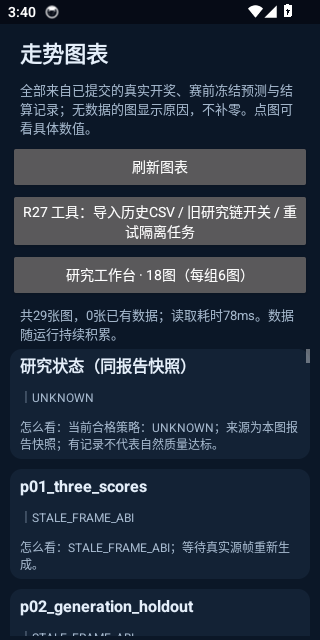 3:40
走势图表
全部来自已提交的真实开奖、赛前冻结预测与结
算记录；无数据的图显示原因，不补零。点图可
看具体数值。
刷新图表
R27 工具：导入历史CSV / 旧研究链开关 / 重
试隔离任务
研究工作台 · 18图（每组6图）
共29张图，0张已有数据；读取耗时78ms。数据
随运行持续积累。
研究状态（同报告快照）
｜UNKNOWN
怎么看：当前合格策略：UNKNOWN；来源为本图报
告快照；有记录不代表自然质量达标。
p01_three_scores
｜STALE_FRAME_ABI
怎么看：STALE_FRAME_ABI；等待真实源帧重新生
成。
p02_generation_holdout
｜STALE_FRAME_ABI